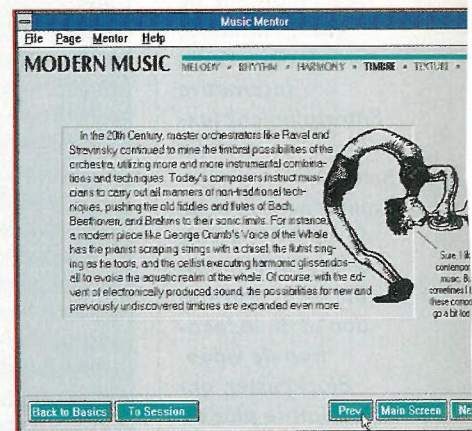 Music Mentor
File Page Mentor Help
MODERN MUSIC MELODY - RHYTHM - HARMONY - TIMBRE - TEXTURE -
In the 20th Century, master orchestrators like Ravel and
Stravinsky continued to mine the timbral possibilities of the
orchestra, utilizing more and more instrumental combina-
tions and techniques. Today's composers instruct musi-
cians to carry out all manners of non-traditional tech-
niques, pushing the old fiddles and flutes of Bach,
Beethoven, and Brahms to their sonic limits. For instance,
a modern piece like George Crumb's Voice of the Whale
has the pianist scraping strings with a chisel, the flutist sing-
ing as he toots, and the cellist executing harmonic glissandos-
all to evoke the aquatic realm of the whale. Of course, with the ad-
vent of electronically produced sound, the possibilities for new and
previously undiscovered timbres are expanded even more.
Sure, I lik
contempor
music. Bu
sometimes I t
these compo
go a bit too
Back to Basics To Session Prev Main Screen Ne